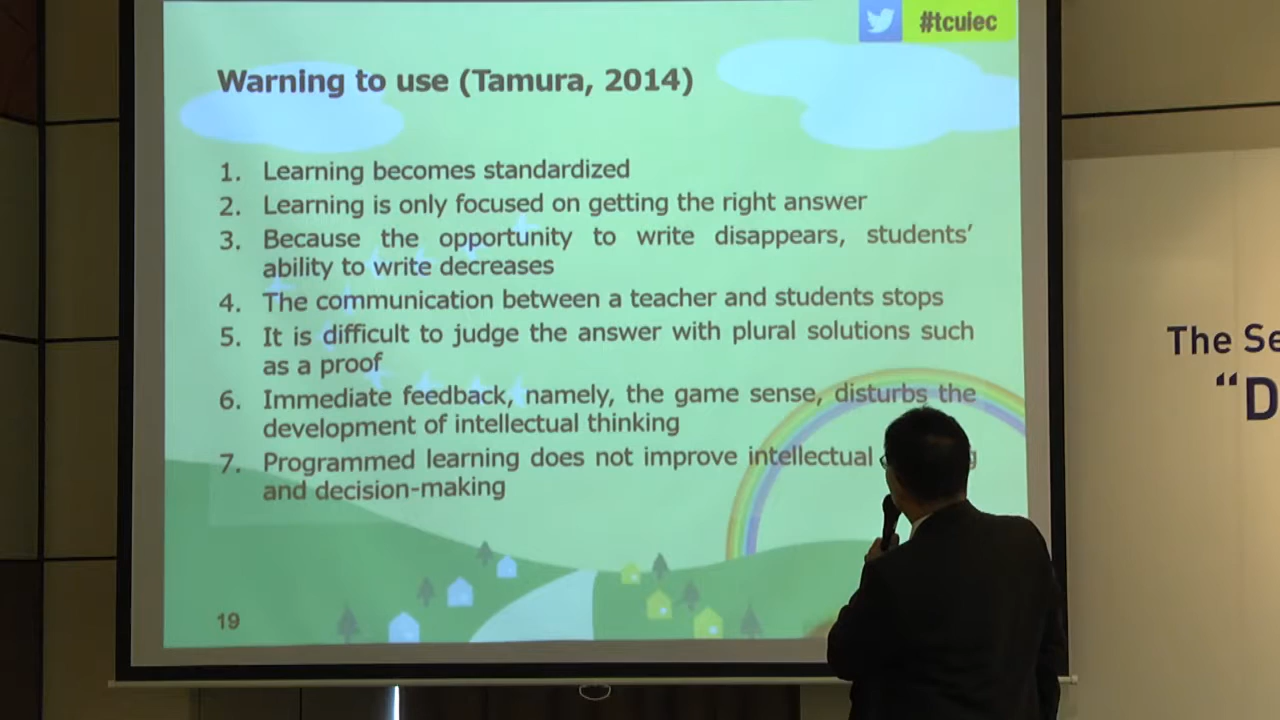 #tcuiec
Warning to use (Tamura, 2014)
1. Learning becomes standardized
2. Learning is only focused on getting the right answer
3. Because the opportunity to write disappears, students'
ability to write decreases
4. The communication between a teacher and students stops
5. It is difficult to judge the answer with plural solutions such
as a proof
6. Immediate feedback, namely, the game sense, disturbs the
development of intellectual thinking
7. Programmed learning does not improve intellectual
and decision-making
19
The Se
“D